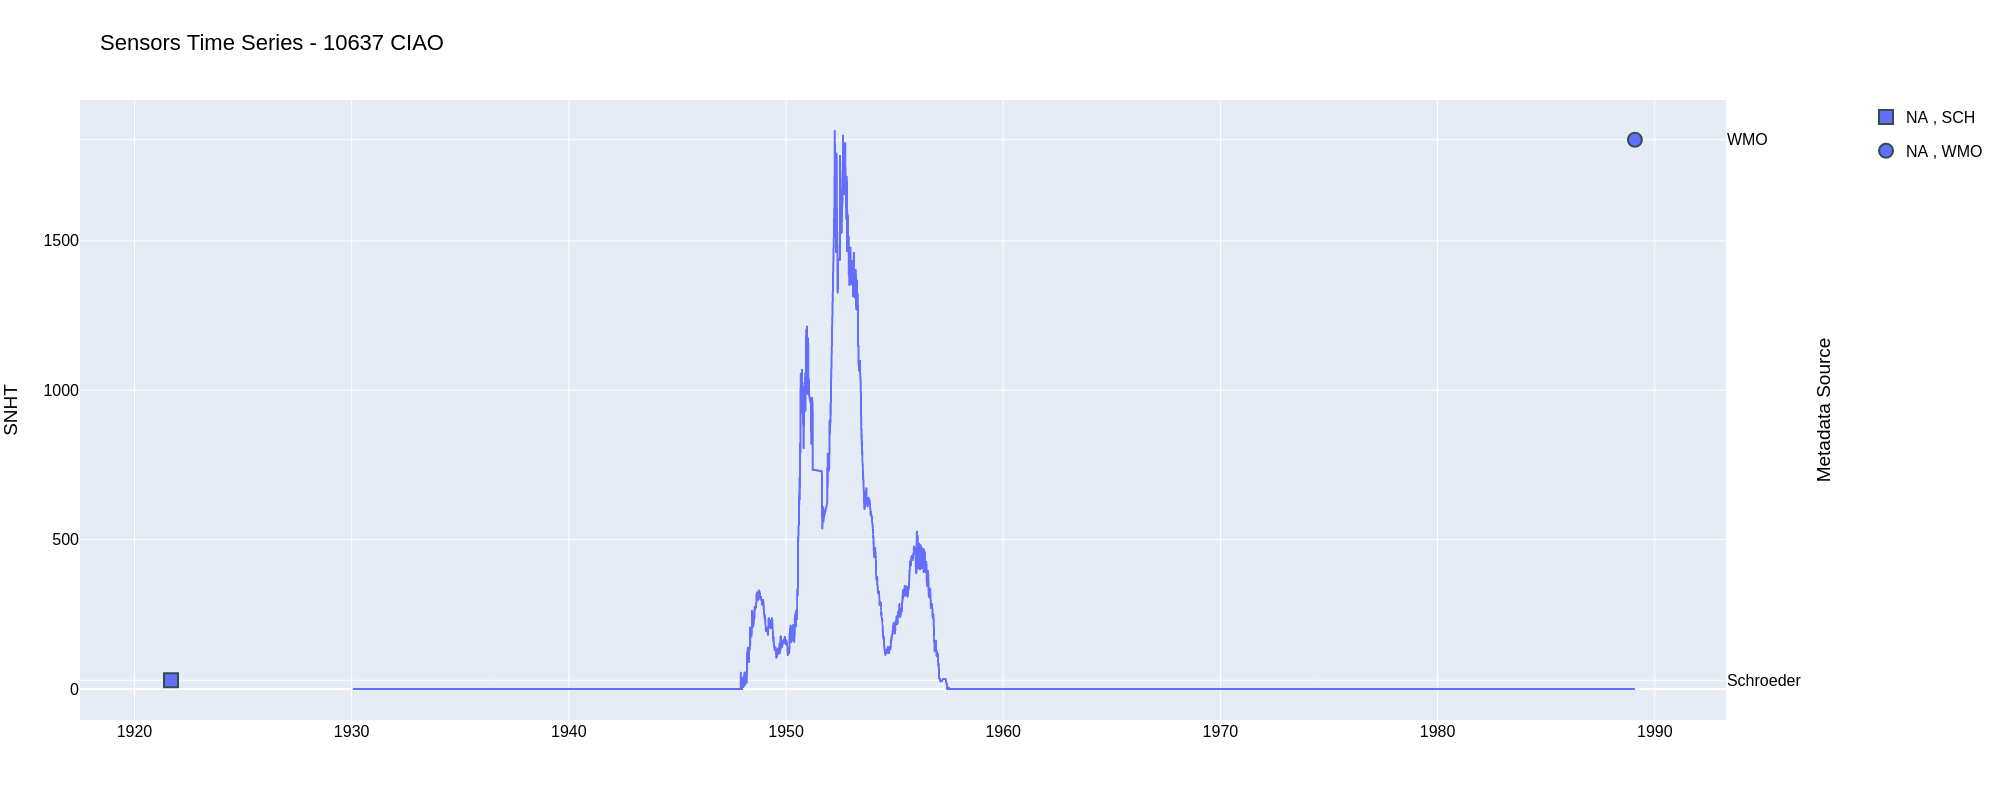 Sensors Time Series - 10637 CIAO
NA , SCH
NA , WMO
WMO
Schroeder
Metadata Source
SNHT
1500
1000
500
0
1920 1930 1940 1950 1960 1970 1980 1990